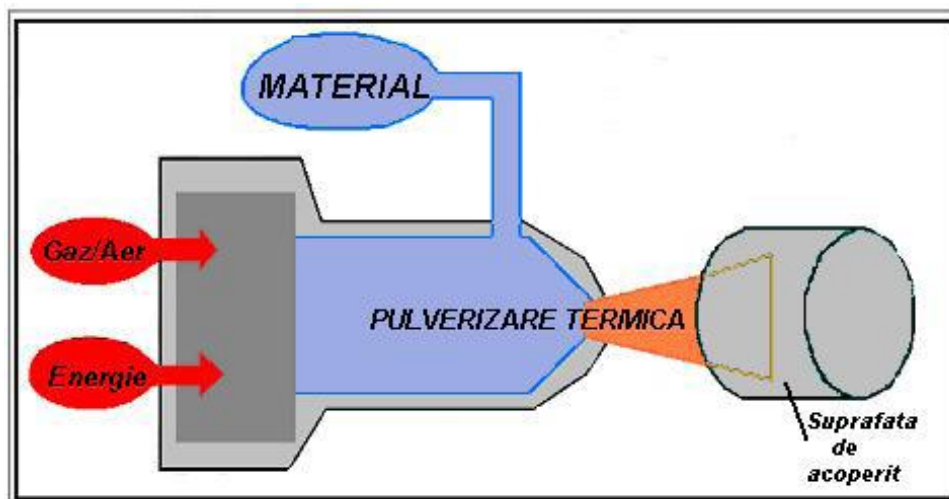 MATERIAL
Gaz/Aer
PULVERIZARE TERMICA
Energie
Suprafata
de
acoperit